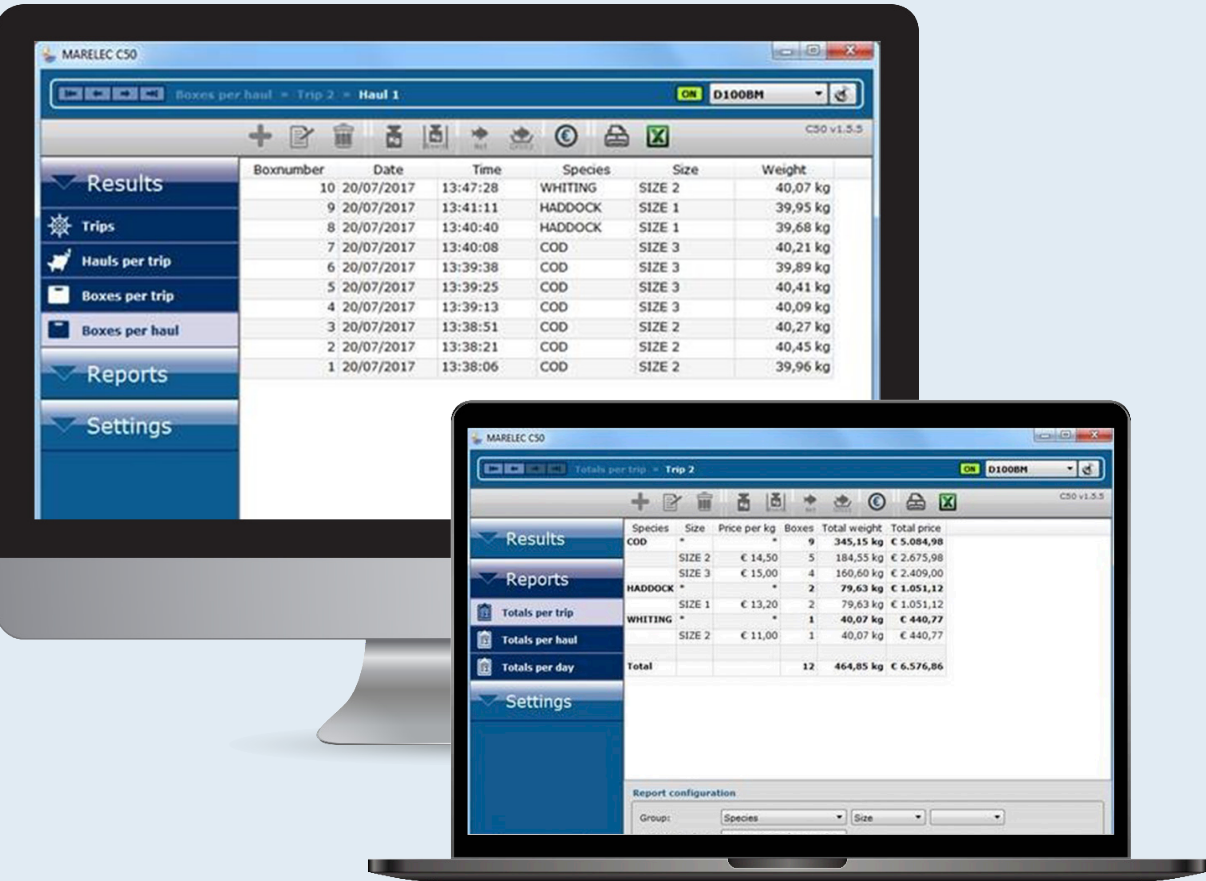 MARELEC C50
Boxes per haul » Trip 2 » Haul 1
ON D100BM
C50 v1.5.5
Results
Trips
Hauls per trip
Boxes per trip
Boxes per haul
Reports
Settings
Boxnumber Date Time Species Size Weight
10 20/07/2017 13:47:28 WHITING SIZE 2 40,07 kg
9 20/07/2017 13:41:11 HADDOCK SIZE 1 39,95 kg
8 20/07/2017 13:40:40 HADDOCK SIZE 1 39,68 kg
7 20/07/2017 13:40:08 COD SIZE 3 40,21 kg
6 20/07/2017 13:39:38 COD SIZE 3 39,89 kg
5 20/07/2017 13:39:25 COD SIZE 3 40,41 kg
4 20/07/2017 13:39:13 COD SIZE 3 40,09 kg
3 20/07/2017 13:38:51 COD SIZE 2 40,27 kg
2 20/07/2017 13:38:21 COD SIZE 2 40,45 kg
1 20/07/2017 13:38:06 COD SIZE 2 39,96 kg
MARELEC C50
Totals per trip » Trip 2
ON D100BM
C50 v1.5.5
Results
Reports
Totals per trip
Totals per haul
Totals per day
Settings
Species Size Price per kg Boxes Total weight Total price
COD * * 9 345,15 kg € 5.084,98
SIZE 2 € 14,50 5 184,55 kg € 2.675,98
SIZE 3 € 15,00 4 160,60 kg € 2.409,00
HADDOCK * * 2 79,63 kg € 1.051,12
SIZE 1 € 13,20 2 79,63 kg € 1.051,12
WHITING * * 1 40,07 kg € 440,77
SIZE 2 € 11,00 1 40,07 kg € 440,77
Total 12 464,85 kg € 6.576,86
Report configuration
Group: Species Size